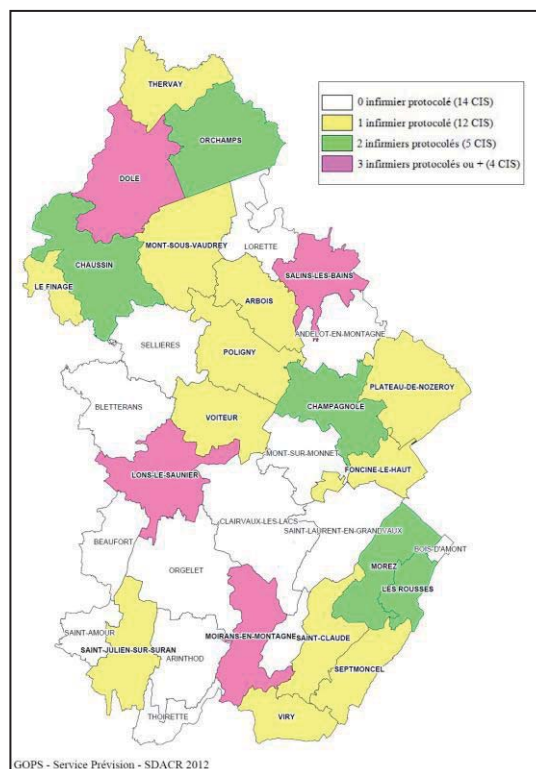 THERVAY
0 infirmier protocolé (14 CIS)
1 infirmier protocolé (12 CIS)
2 infirmiers protocolés (5 CIS)
3 infirmiers protocolés ou + (4 CIS)
ORCHAMPS
DOLE
MONT-SOUS-VAUDREY
LORETTE
CHAUSSIN
SALINS-LES-BAINS
LE FINAGE
ARBOIS
ANDELOT-EN-MONTAGNE
SELLIERES
POLIGNY
PLATEAU-DE-NOZEROY
BLETTERANS
CHAMPAGNOLE
VOITEUR
MONT-SUR-MONNET
FONCINE-LE-HAUT
LONS-LE-SAUNIER
CLAIRVAUX-LES-LACS
SAINT-LAURENT-EN-GRANDVAUX
BEAUFORT
BOIS-D'AMONT
ORGELET
MOREZ
LES ROUSSES
SAINT-AMOUR
MOIRANS-EN-MONTAGNE
SAINT-CLAUDE
SAINT-JULIEN-SUR-SURAN
ARINTHOD
SEPTMONCEL
THOIRETTE
VIRY
GOPS - Service Prévision - SDACR 2012